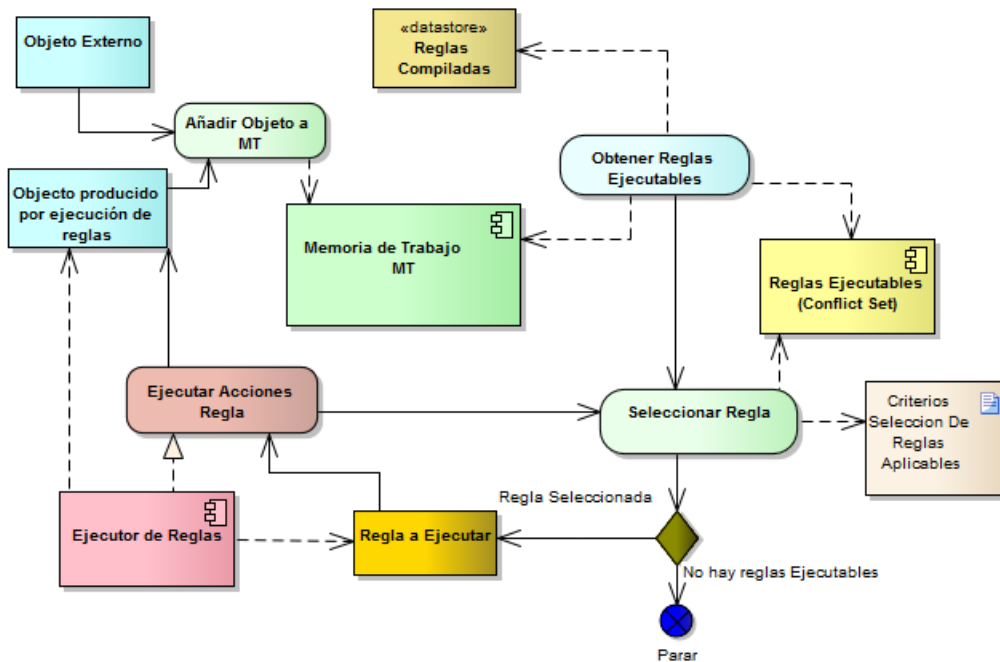 Objeto Externo
«datastore»
Reglas
Compiladas
Añadir Objeto a
MT
Obtener Reglas
Ejecutables
Objecto producido
por ejecución de
reglas
Memoria de Trabajo
MT
Reglas Ejecutables
(Conflict Set)
Ejecutar Acciones
Regla
Seleccionar Regla
Criterios
Seleccion De
Reglas
Aplicables
Regla Seleccionada
Ejecutor de Reglas
Regla a Ejecutar
No hay reglas Ejecutables
Parar